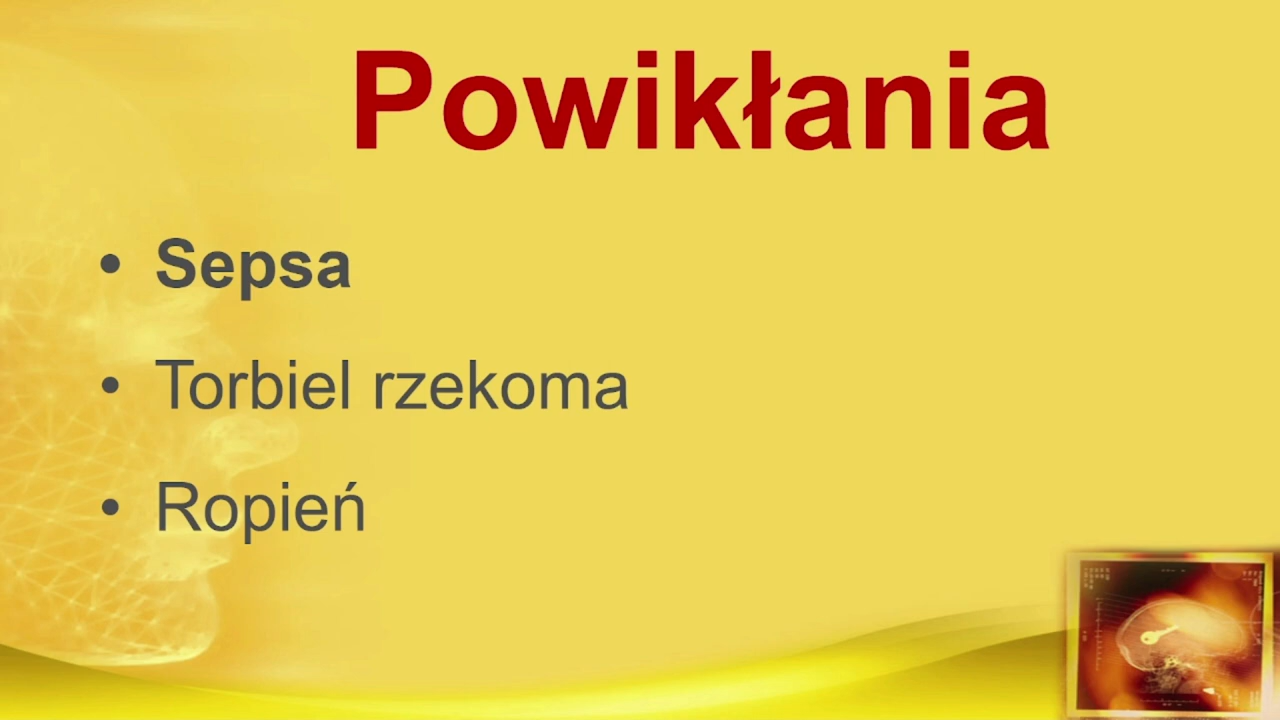 Powikłania
• Sepsa
• Torbiel rzekoma
• Ropień